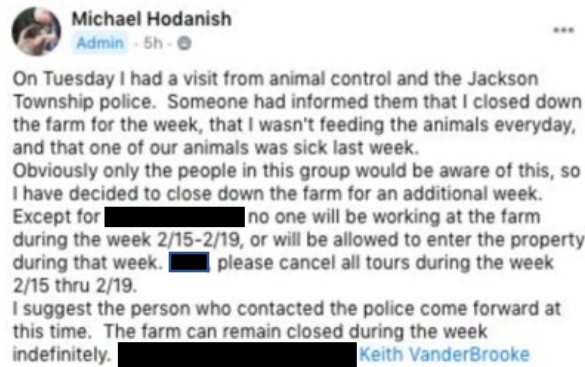 Michael Hodanish
Admin · 5h ·
On Tuesday I had a visit from animal control and the Jackson
Township police. Someone had informed them that I closed down
the farm for the week, that I wasn't feeding the animals everyday,
and that one of our animals was sick last week.
Obviously only the people in this group would be aware of this, so
I have decided to close down the farm for an additional week.
Except for no one will be working at the farm
during the week 2/15-2/19, or will be allowed to enter the property
during that week. please cancel all tours during the week
2/15 thru 2/19.
I suggest the person who contacted the police come forward at
this time. The farm can remain closed during the week
indefinitely. Keith VanderBrooke